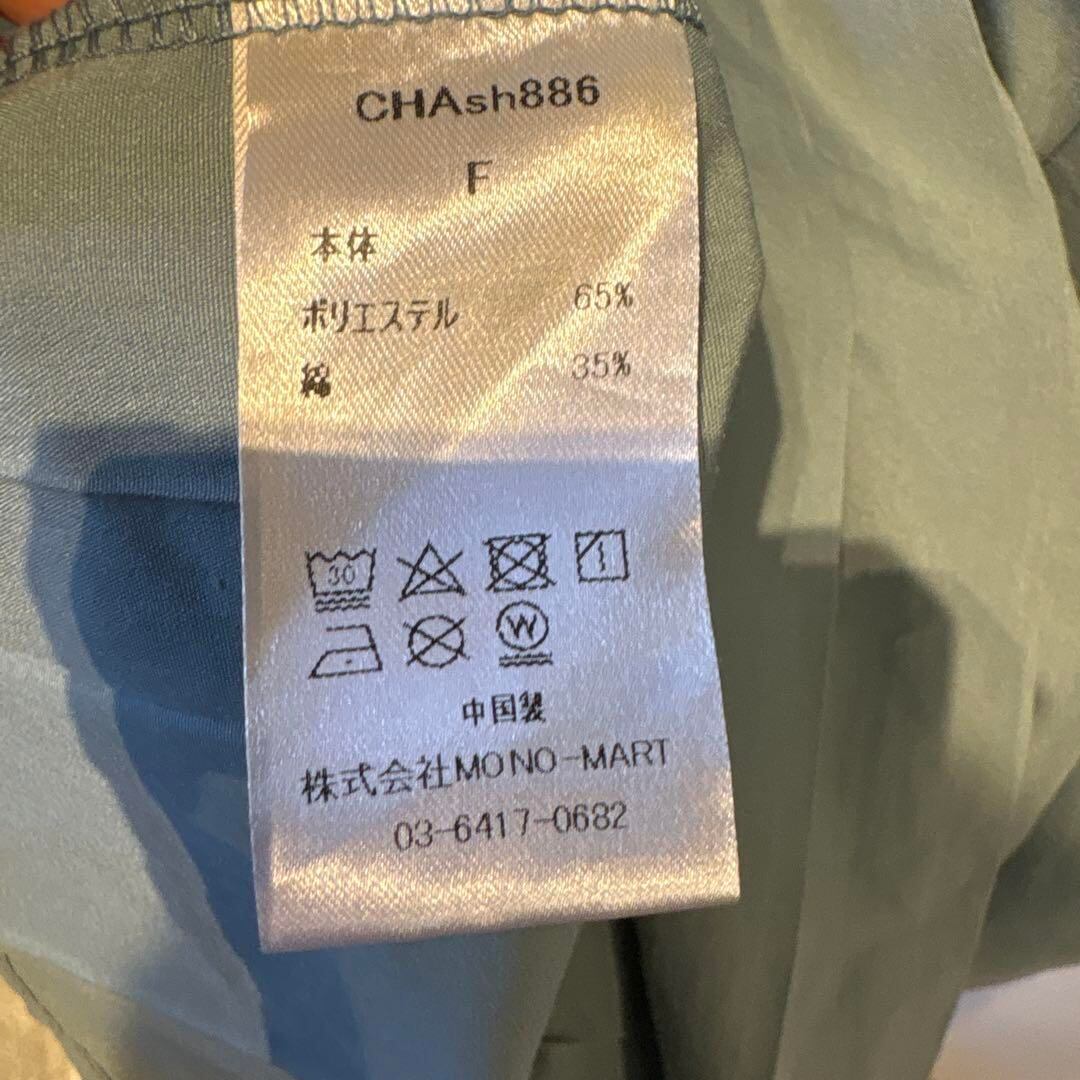 CHAsh886
F
本体
ポリエステル 65%
綿 35%
30
W
中国製
株式会社MONO-MART
03-6417-0682